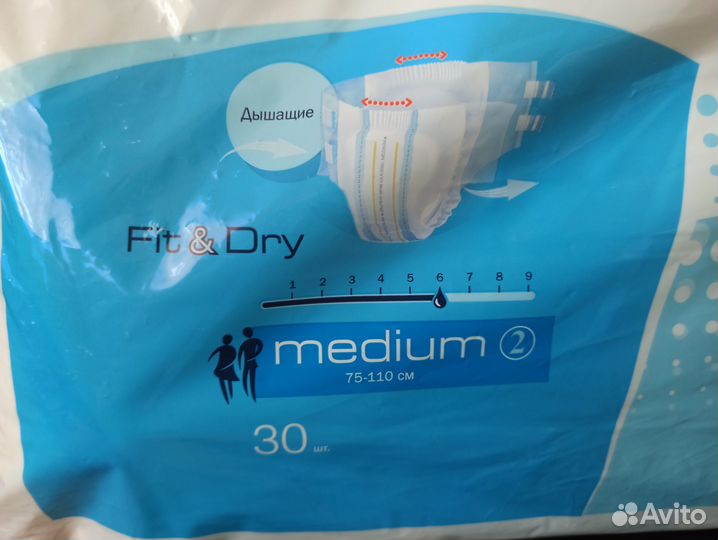 Дышащие
Fit & Dry
1 2 3 4 5 6 7 8 9
medium 2
75-110 см
30 шт.
Avito